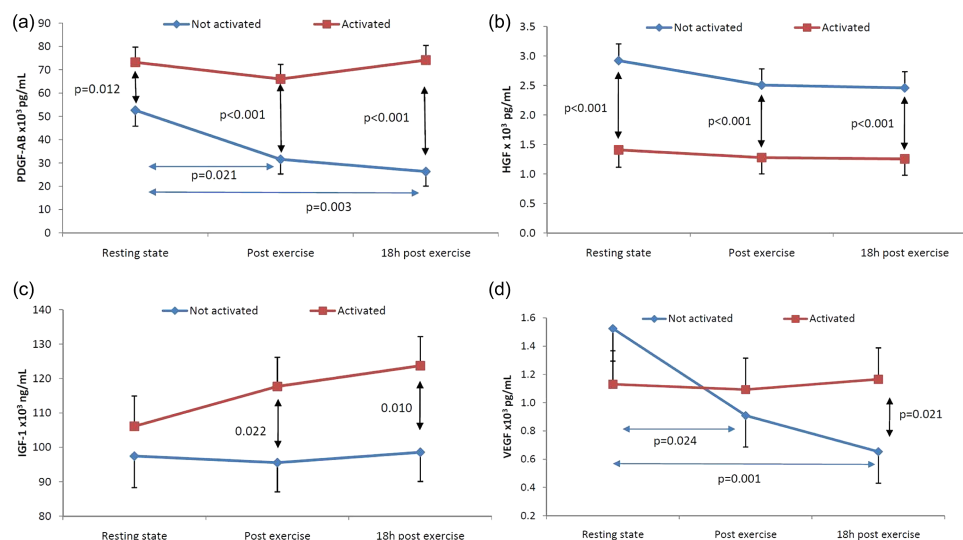 (a)
Not activated
Activated
PDGF-AB x10³ pg/mL
90
80
70
60
50
40
30
20
10
0
p=0.012
p<0.001
p<0.001
p=0.021
p=0.003
Resting state
Post exercise
18h post exercise
(b)
Not activated
Activated
HGF x 10³ pg/mL
3.5
3.0
2.5
2.0
1.5
1.0
0.5
0.0
p<0.001
p<0.001
p<0.001
Resting state
Post exercise
18h post exercise
(c)
Not activated
Activated
IGF-1 x10³ ng/mL
140
130
120
110
100
90
80
0.022
0.010
Resting state
Post exercise
18h post exercise
(d)
Not activated
Activated
VEGF x10³ pg/mL
1.6
1.4
1.2
1.0
0.8
0.6
0.4
0.2
p=0.021
p=0.024
p=0.001
Resting state
Post exercise
18h post exercise